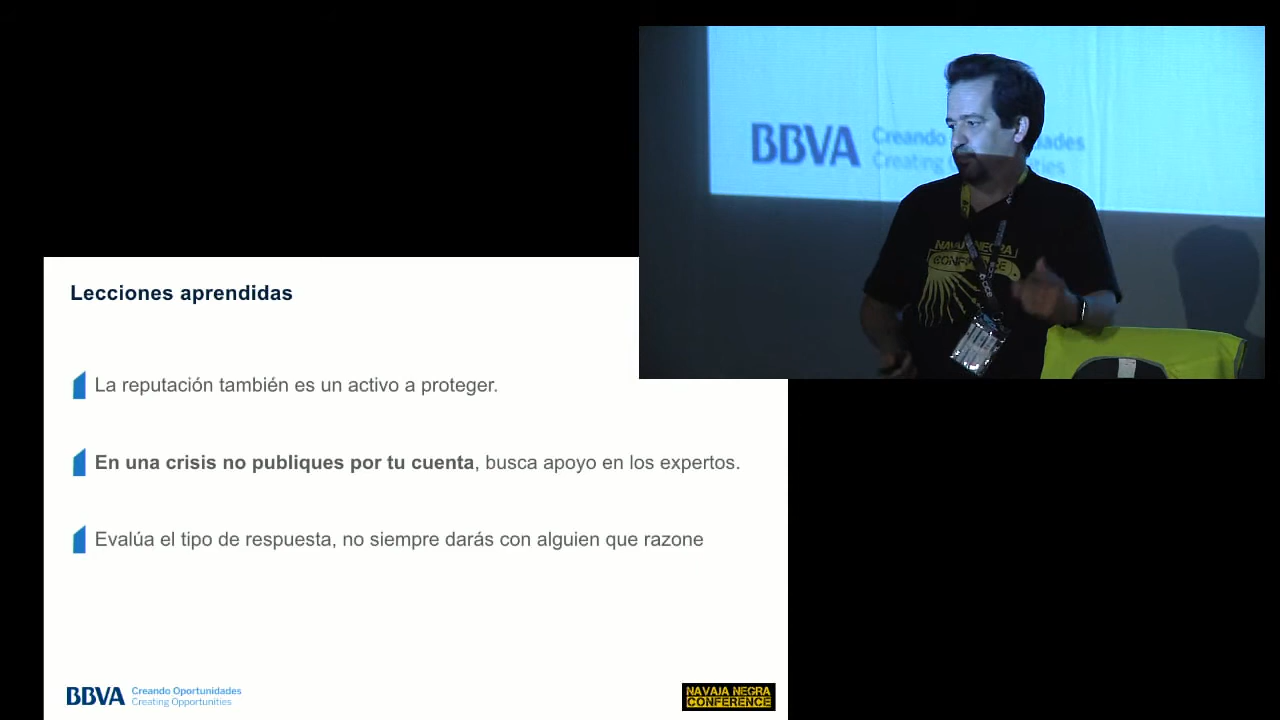 Lecciones aprendidas
La reputación también es un activo a proteger.
En una crisis no publiques por tu cuenta, busca apoyo en los expertos.
Evalúa el tipo de respuesta, no siempre darás con alguien que razone
BBVA
Creando Oportunidades
Creating Opportunities
NAVAJA NEGRA
CONFERENCE
BBVA
Creando
Creating
NEGRA
CONFERENCE